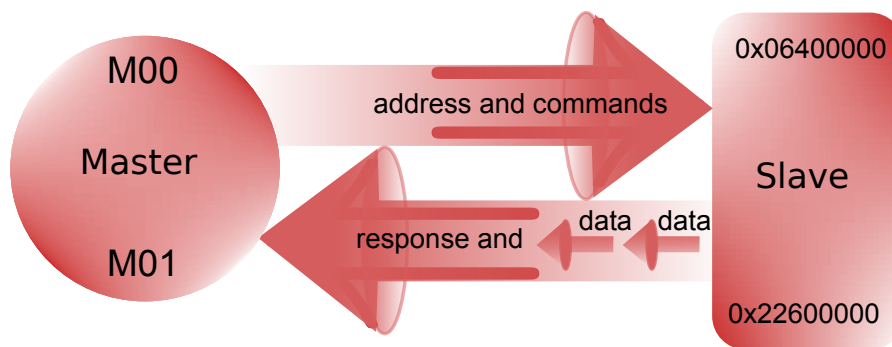 M00
Master
M01
address and commands
response and
data
data
0x06400000
Slave
0x22600000